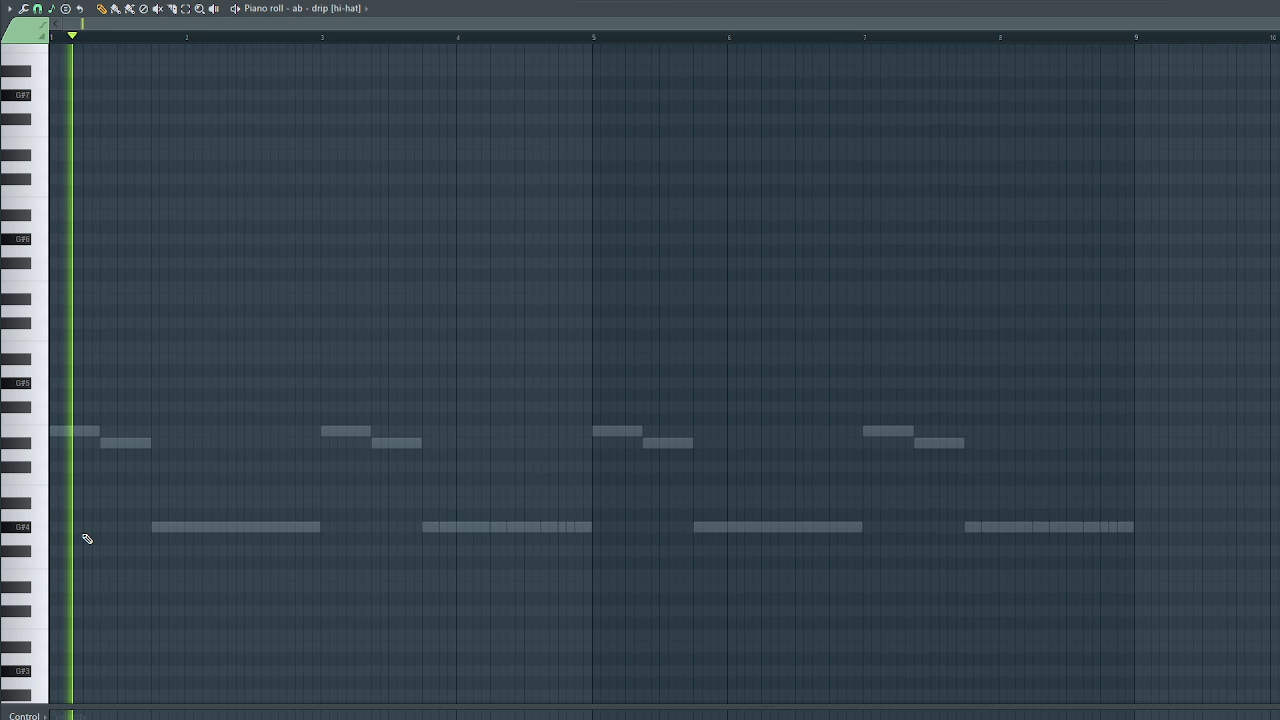 Piano roll - ab - drip [hi-hat]
1 2 3 4 5 6 7 8 9 10
G#7
G#6
G#5
G#4
G#3
Control